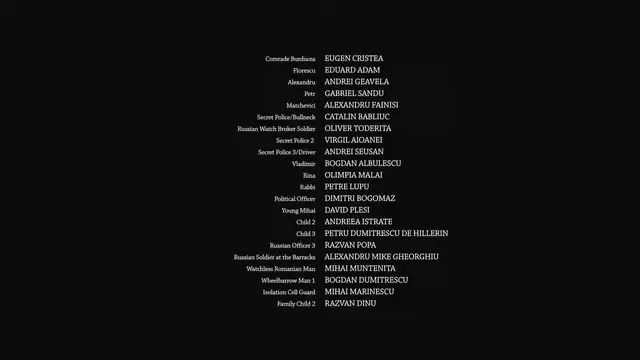 Comrade Burducea EUGEN CRISTEA
Florescu EDUARD ADAM
Alexandru ANDREI GEAVELA
Petr GABRIEL SANDU
Matchevici ALEXANDRU FAINISI
Secret Police/Bullneck CATALIN BABLIUC
Russian Watch Broker Soldier OLIVER TODERITA
Secret Police 2 VIRGIL AIOANEI
Secret Police 3/Driver ANDREI SEUSAN
Vladimir BOGDAN ALBULESCU
Rina OLIMPIA MALAI
Rabbi PETRE LUPU
Political Officer DIMITRI BOGOMAZ
Young Mihai DAVID PLESI
Child 2 ANDREEA ISTRATE
Child 3 PETRU DUMITRESCU DE HILLERIN
Russian Officer 3 RAZVAN POPA
Russian Soldier at the Barracks ALEXANDRU MIKE GHEORGHIU
Watchless Romanian Man MIHAI MUNTENITA
Wheelbarrow Man 1 BOGDAN DUMITRESCU
Isolation Cell Guard MIHAI MARINESCU
Family Child 2 RAZVAN DINU